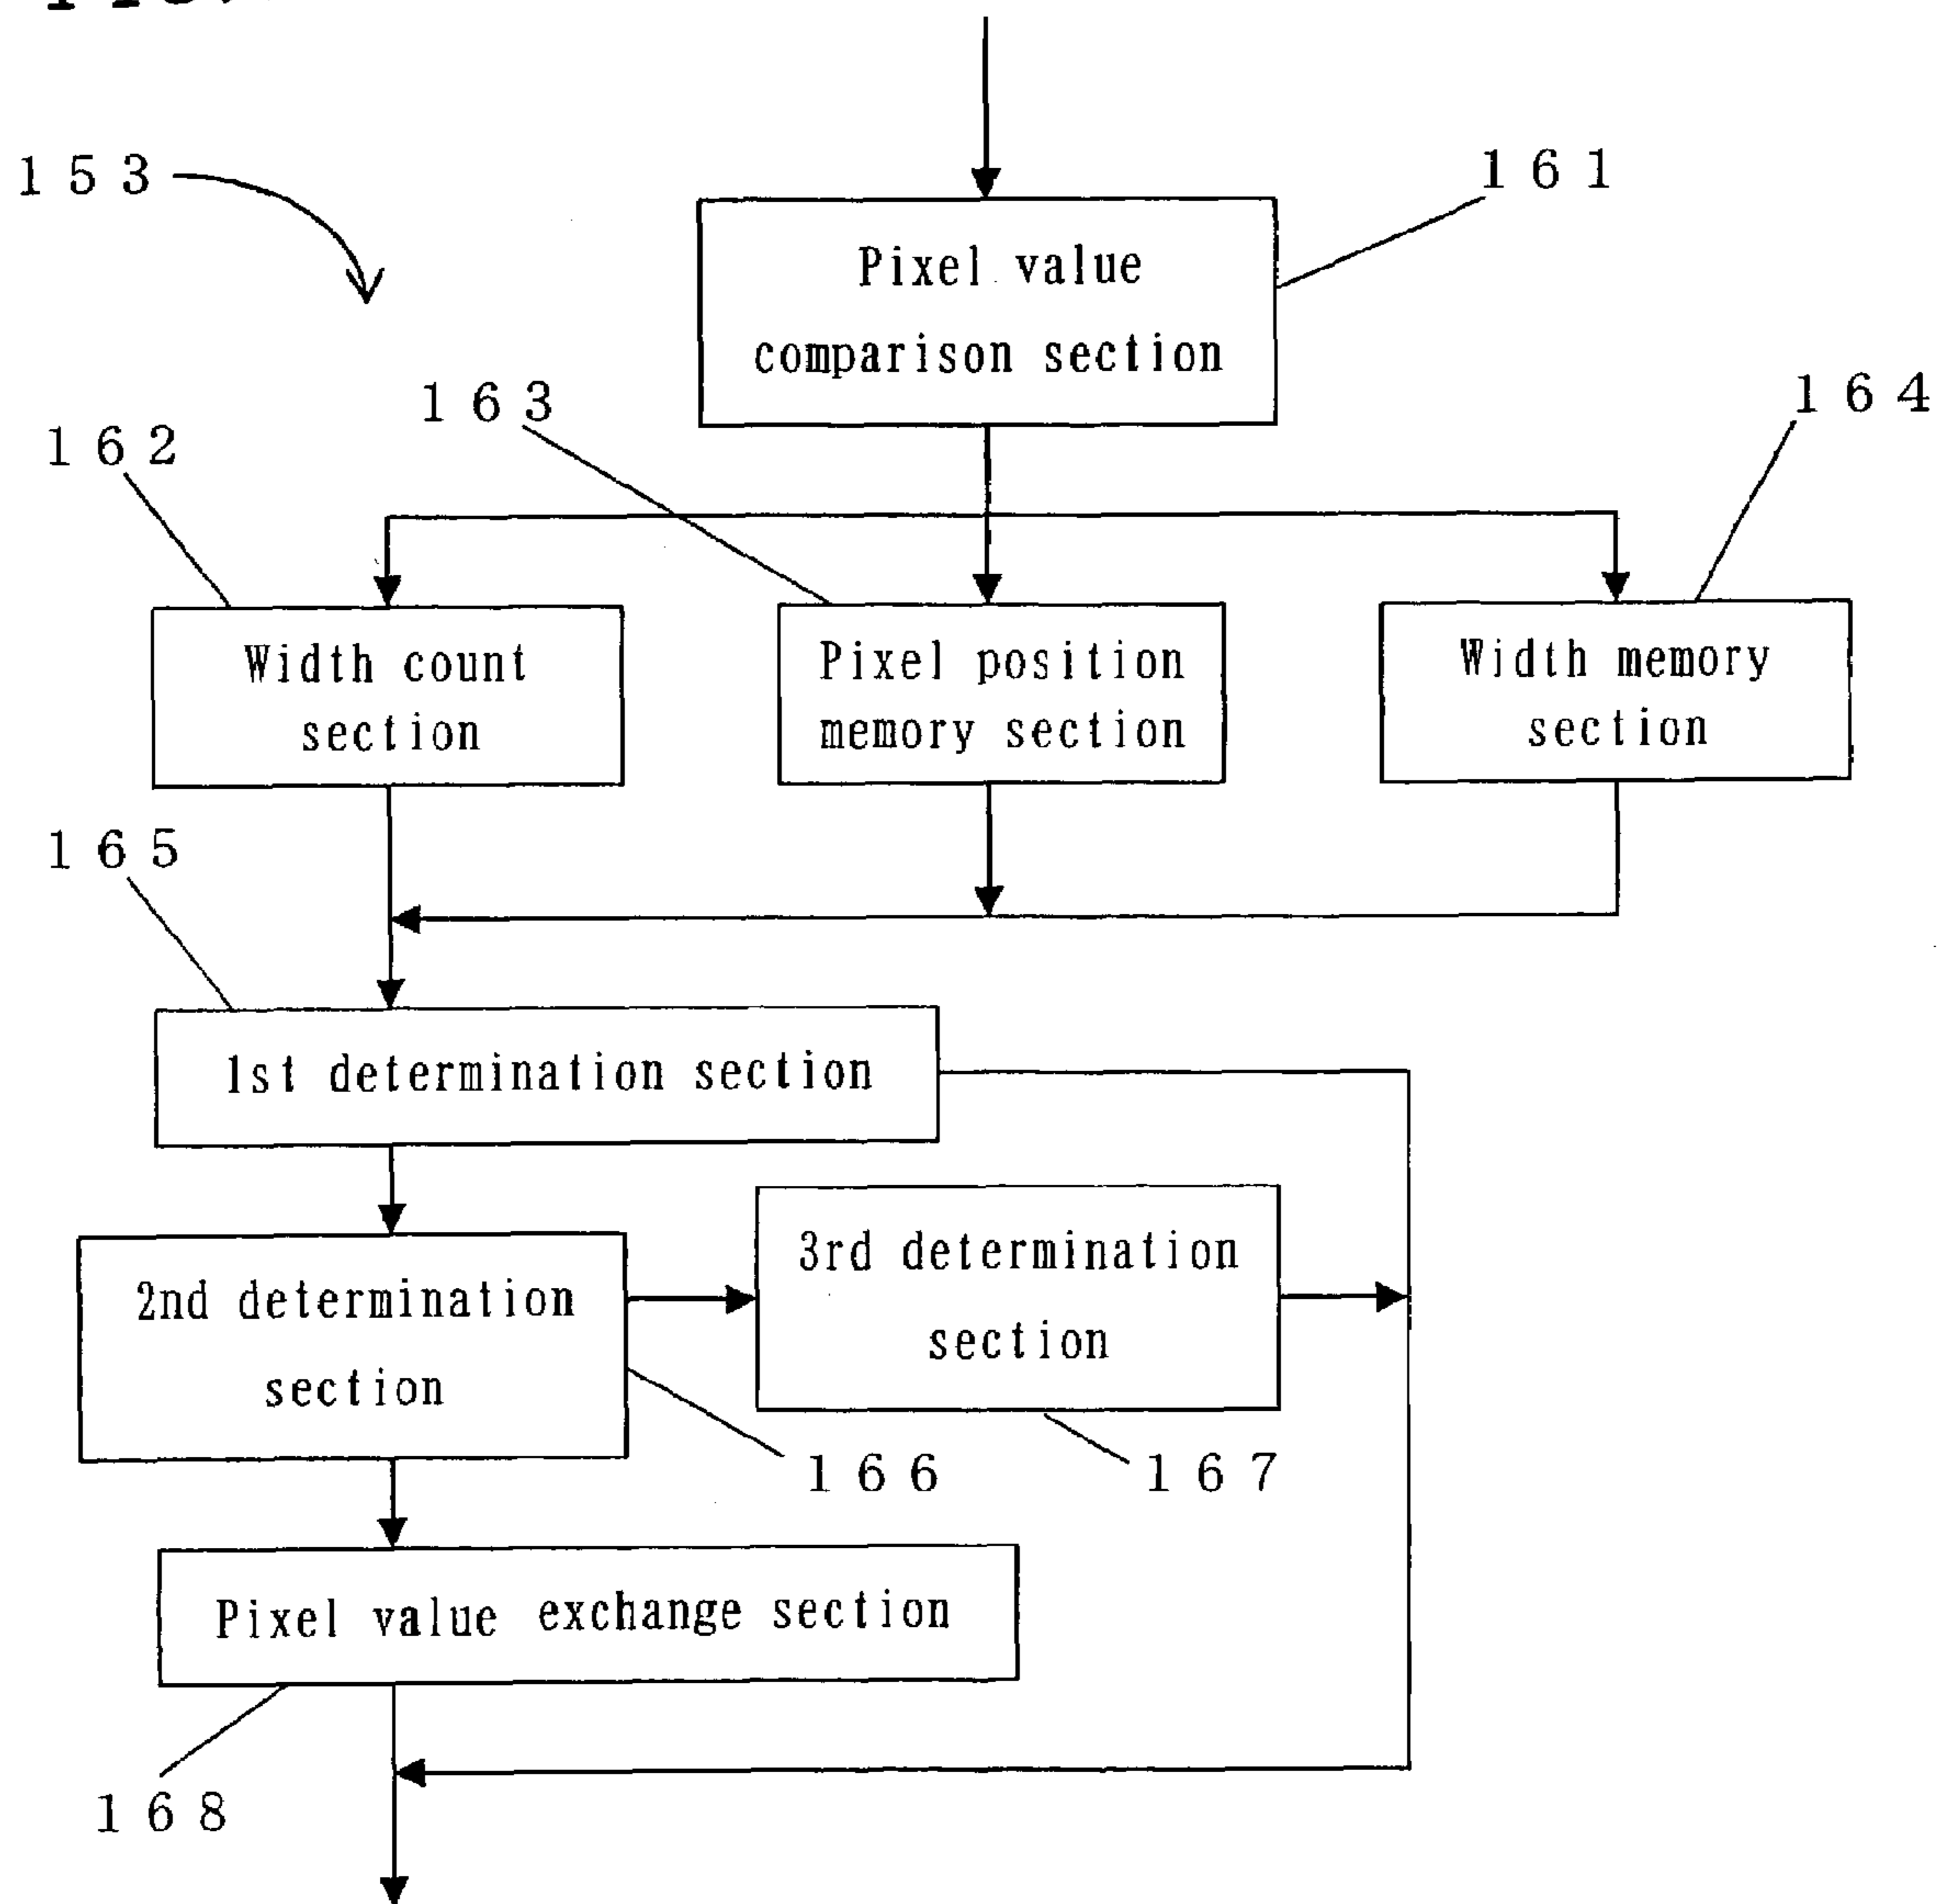 153
161
Pixel value
comparison section
163
164
162
Width count
section
Pixel position
memory section
Width memory
section
165
1st determination section
2nd determination
section
3rd determination
section
166
167
Pixel value exchange section
168